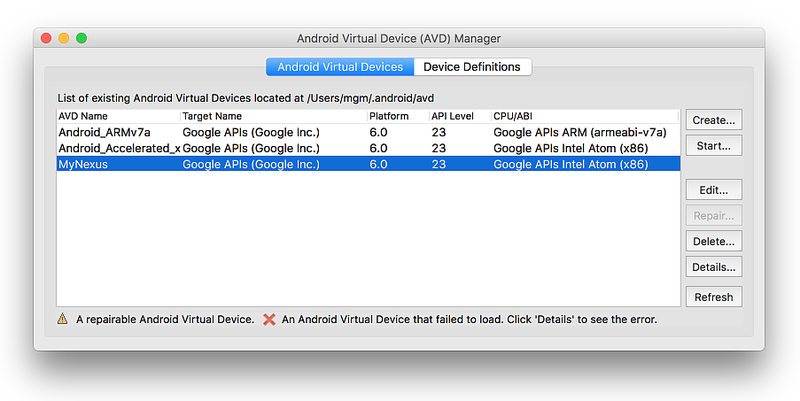 Android Virtual Device (AVD) Manager
Android Virtual Devices Device Definitions
List of existing Android Virtual Devices located at /Users/mgm/.android/avd
AVD Name Target Name Platform API Level CPU/ABI
Android_ARMv7a Google APIs (Google Inc.) 6.0 23 Google APIs ARM (armeabi-v7a)
Android_Accelerated_x Google APIs (Google Inc.) 6.0 23 Google APIs Intel Atom (x86)
MyNexus Google APIs (Google Inc.) 6.0 23 Google APIs Intel Atom (x86)
Create...
Start...
Edit...
Repair...
Delete...
Details...
Refresh
A repairable Android Virtual Device. An Android Virtual Device that failed to load. Click 'Details' to see the error.